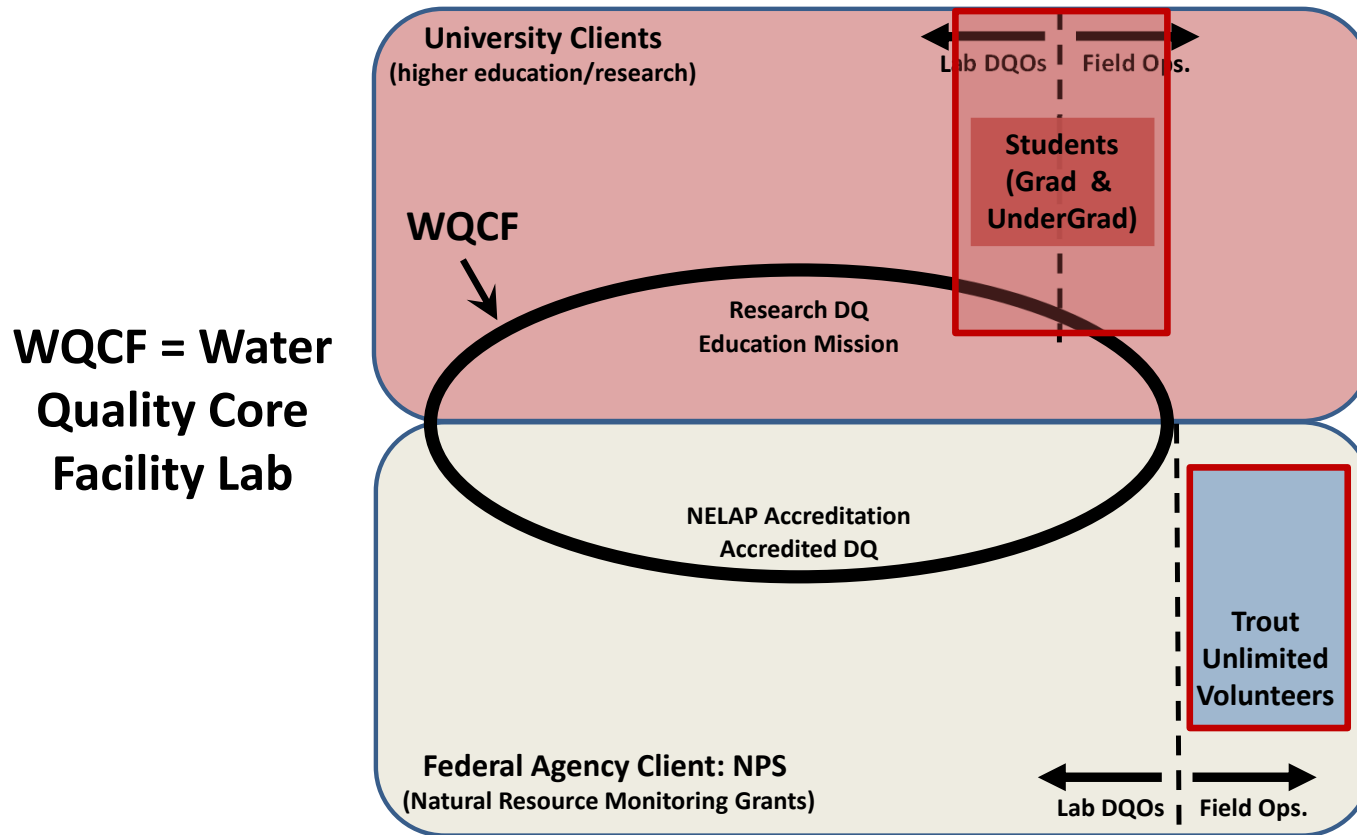 University Clients
(higher education/research)
Lab DQOs
Field Ops.
Students
(Grad &
UnderGrad)
WQCF
Research DQ
Education Mission
WQCF = Water
Quality Core
Facility Lab
NELAP Accreditation
Accredited DQ
Trout
Unlimited
Volunteers
Federal Agency Client: NPS
(Natural Resource Monitoring Grants)
Lab DQOs
Field Ops.